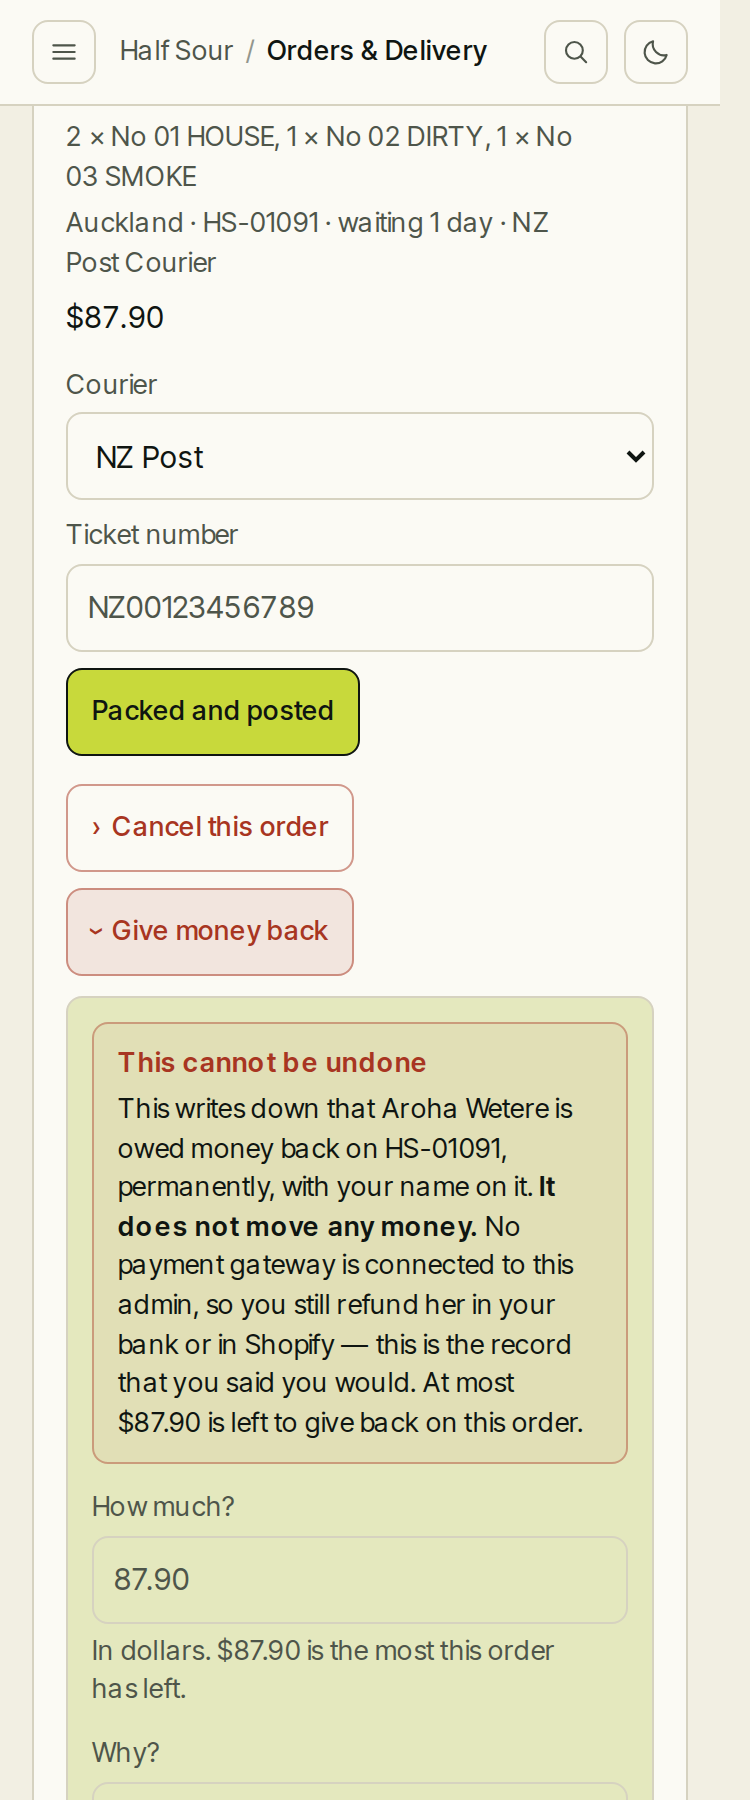 Half Sour / Orders & Delivery
2 × No 01 HOUSE, 1 × No 02 DIRTY, 1 × No
03 SMOKE
Auckland · HS-01091 · waiting 1 day · NZ
Post Courier
$87.90
Courier
NZ Post
Ticket number
NZ00123456789
Packed and posted
› Cancel this order
Give money back
This cannot be undone
This writes down that Aroha Wetere is
owed money back on HS-01091,
permanently, with your name on it. It
does not move any money. No
payment gateway is connected to this
admin, so you still refund her in your
bank or in Shopify — this is the record
that you said you would. At most
$87.90 is left to give back on this order.
How much?
87.90
In dollars. $87.90 is the most this order
has left.
Why?